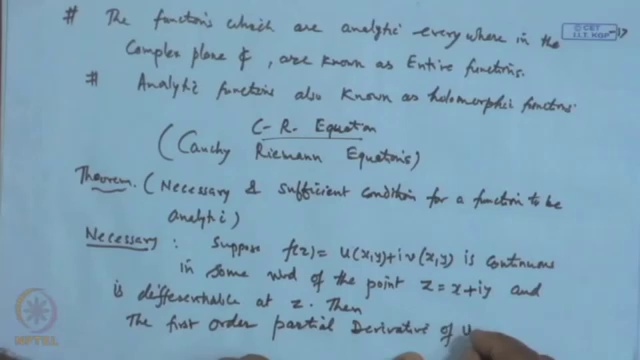 # The functions which are analytic everywhere in the
Complex plane ₵, are known as Entire functions.
# Analytic functions also known as holomorphic functions.
C-R. Equation
(Cauchy Riemann Equations)
Theorem. (Necessary & sufficient condition for a function to be
analytic)
Necessary : Suppose f(z) = u(x,y)+iv(x,y) is continuous
in some nbd of the point z=x+iy and
is differentiable at z. Then
The first order partial Derivative of u
© CET
I.I.T. KGP
NPTEL